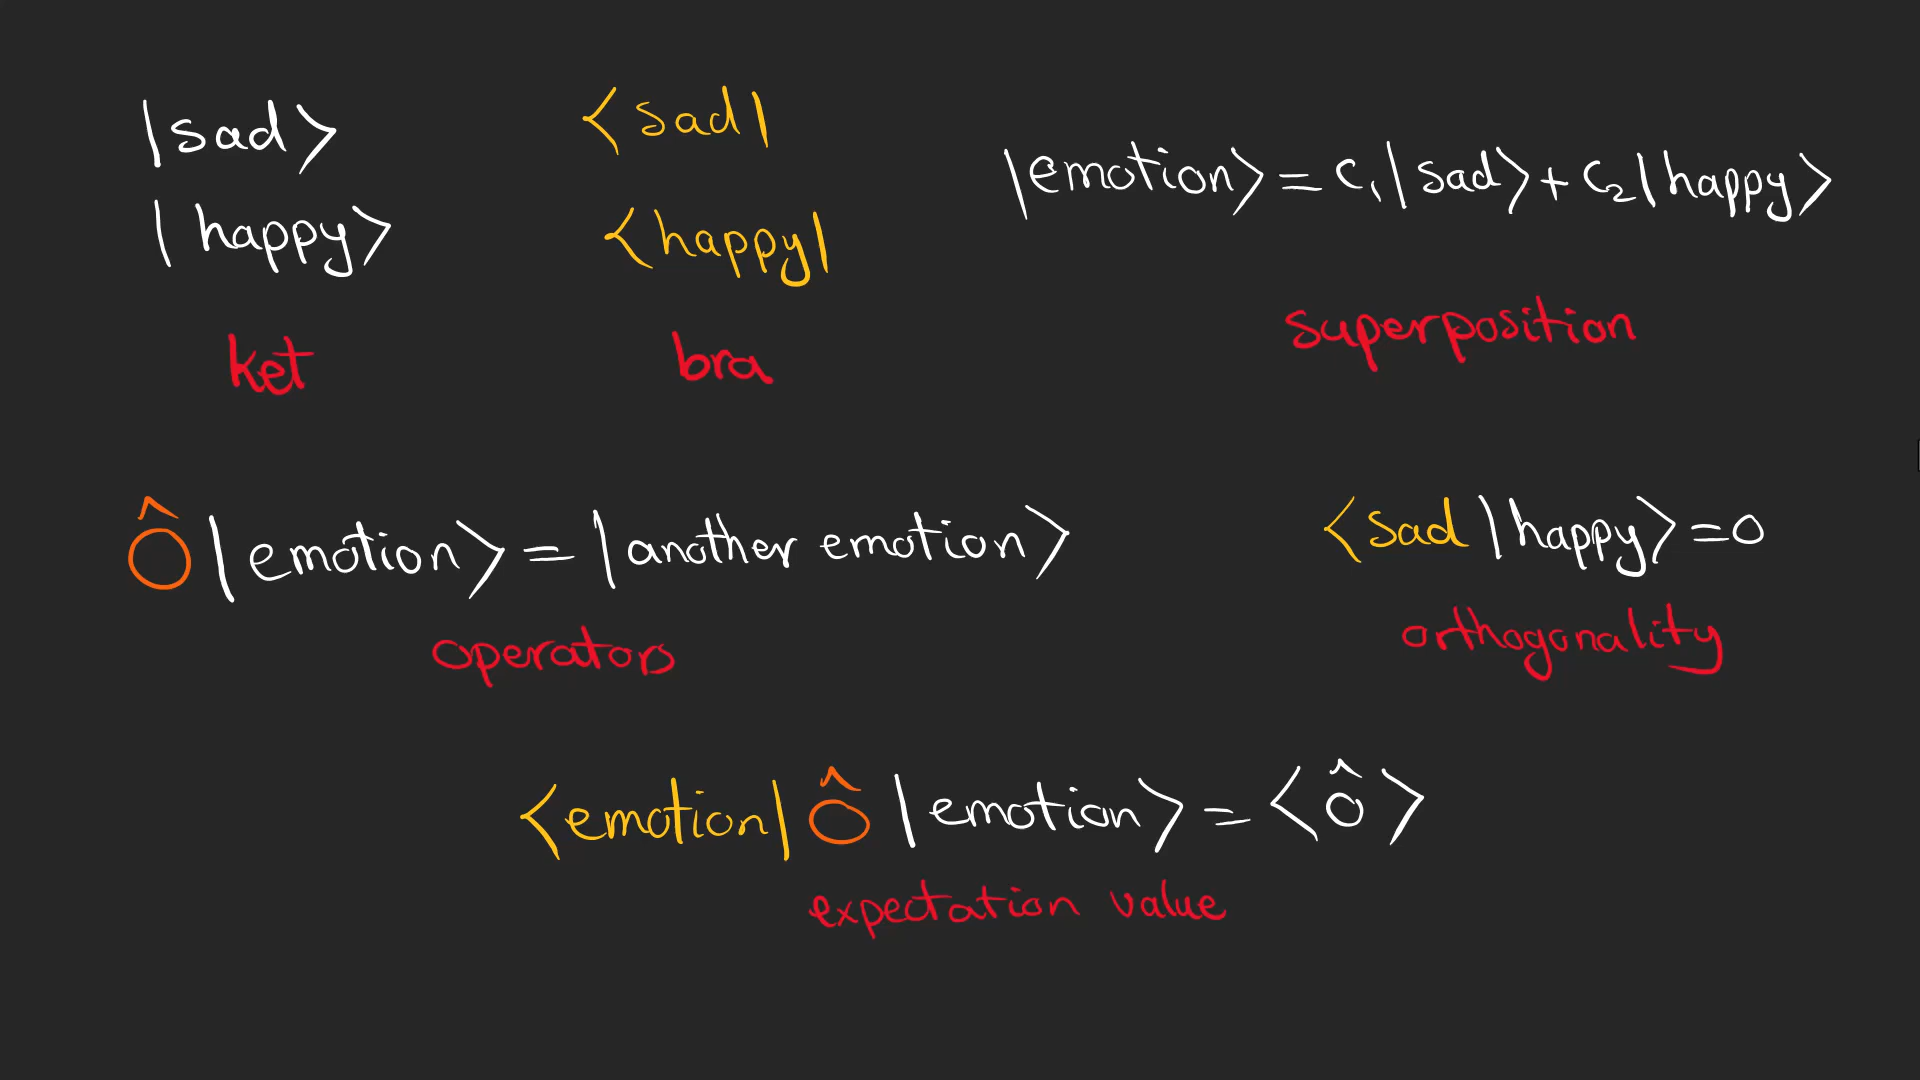 |sad>
|happy>
ket
<sad|
<happy|
bra
|emotion> = c₁|sad> + c₂|happy>
superposition
Ô|emotion> = |another emotion>
operators
<sad|happy> = 0
orthogonality
<emotion|Ô|emotion> = <ô>
expectation value